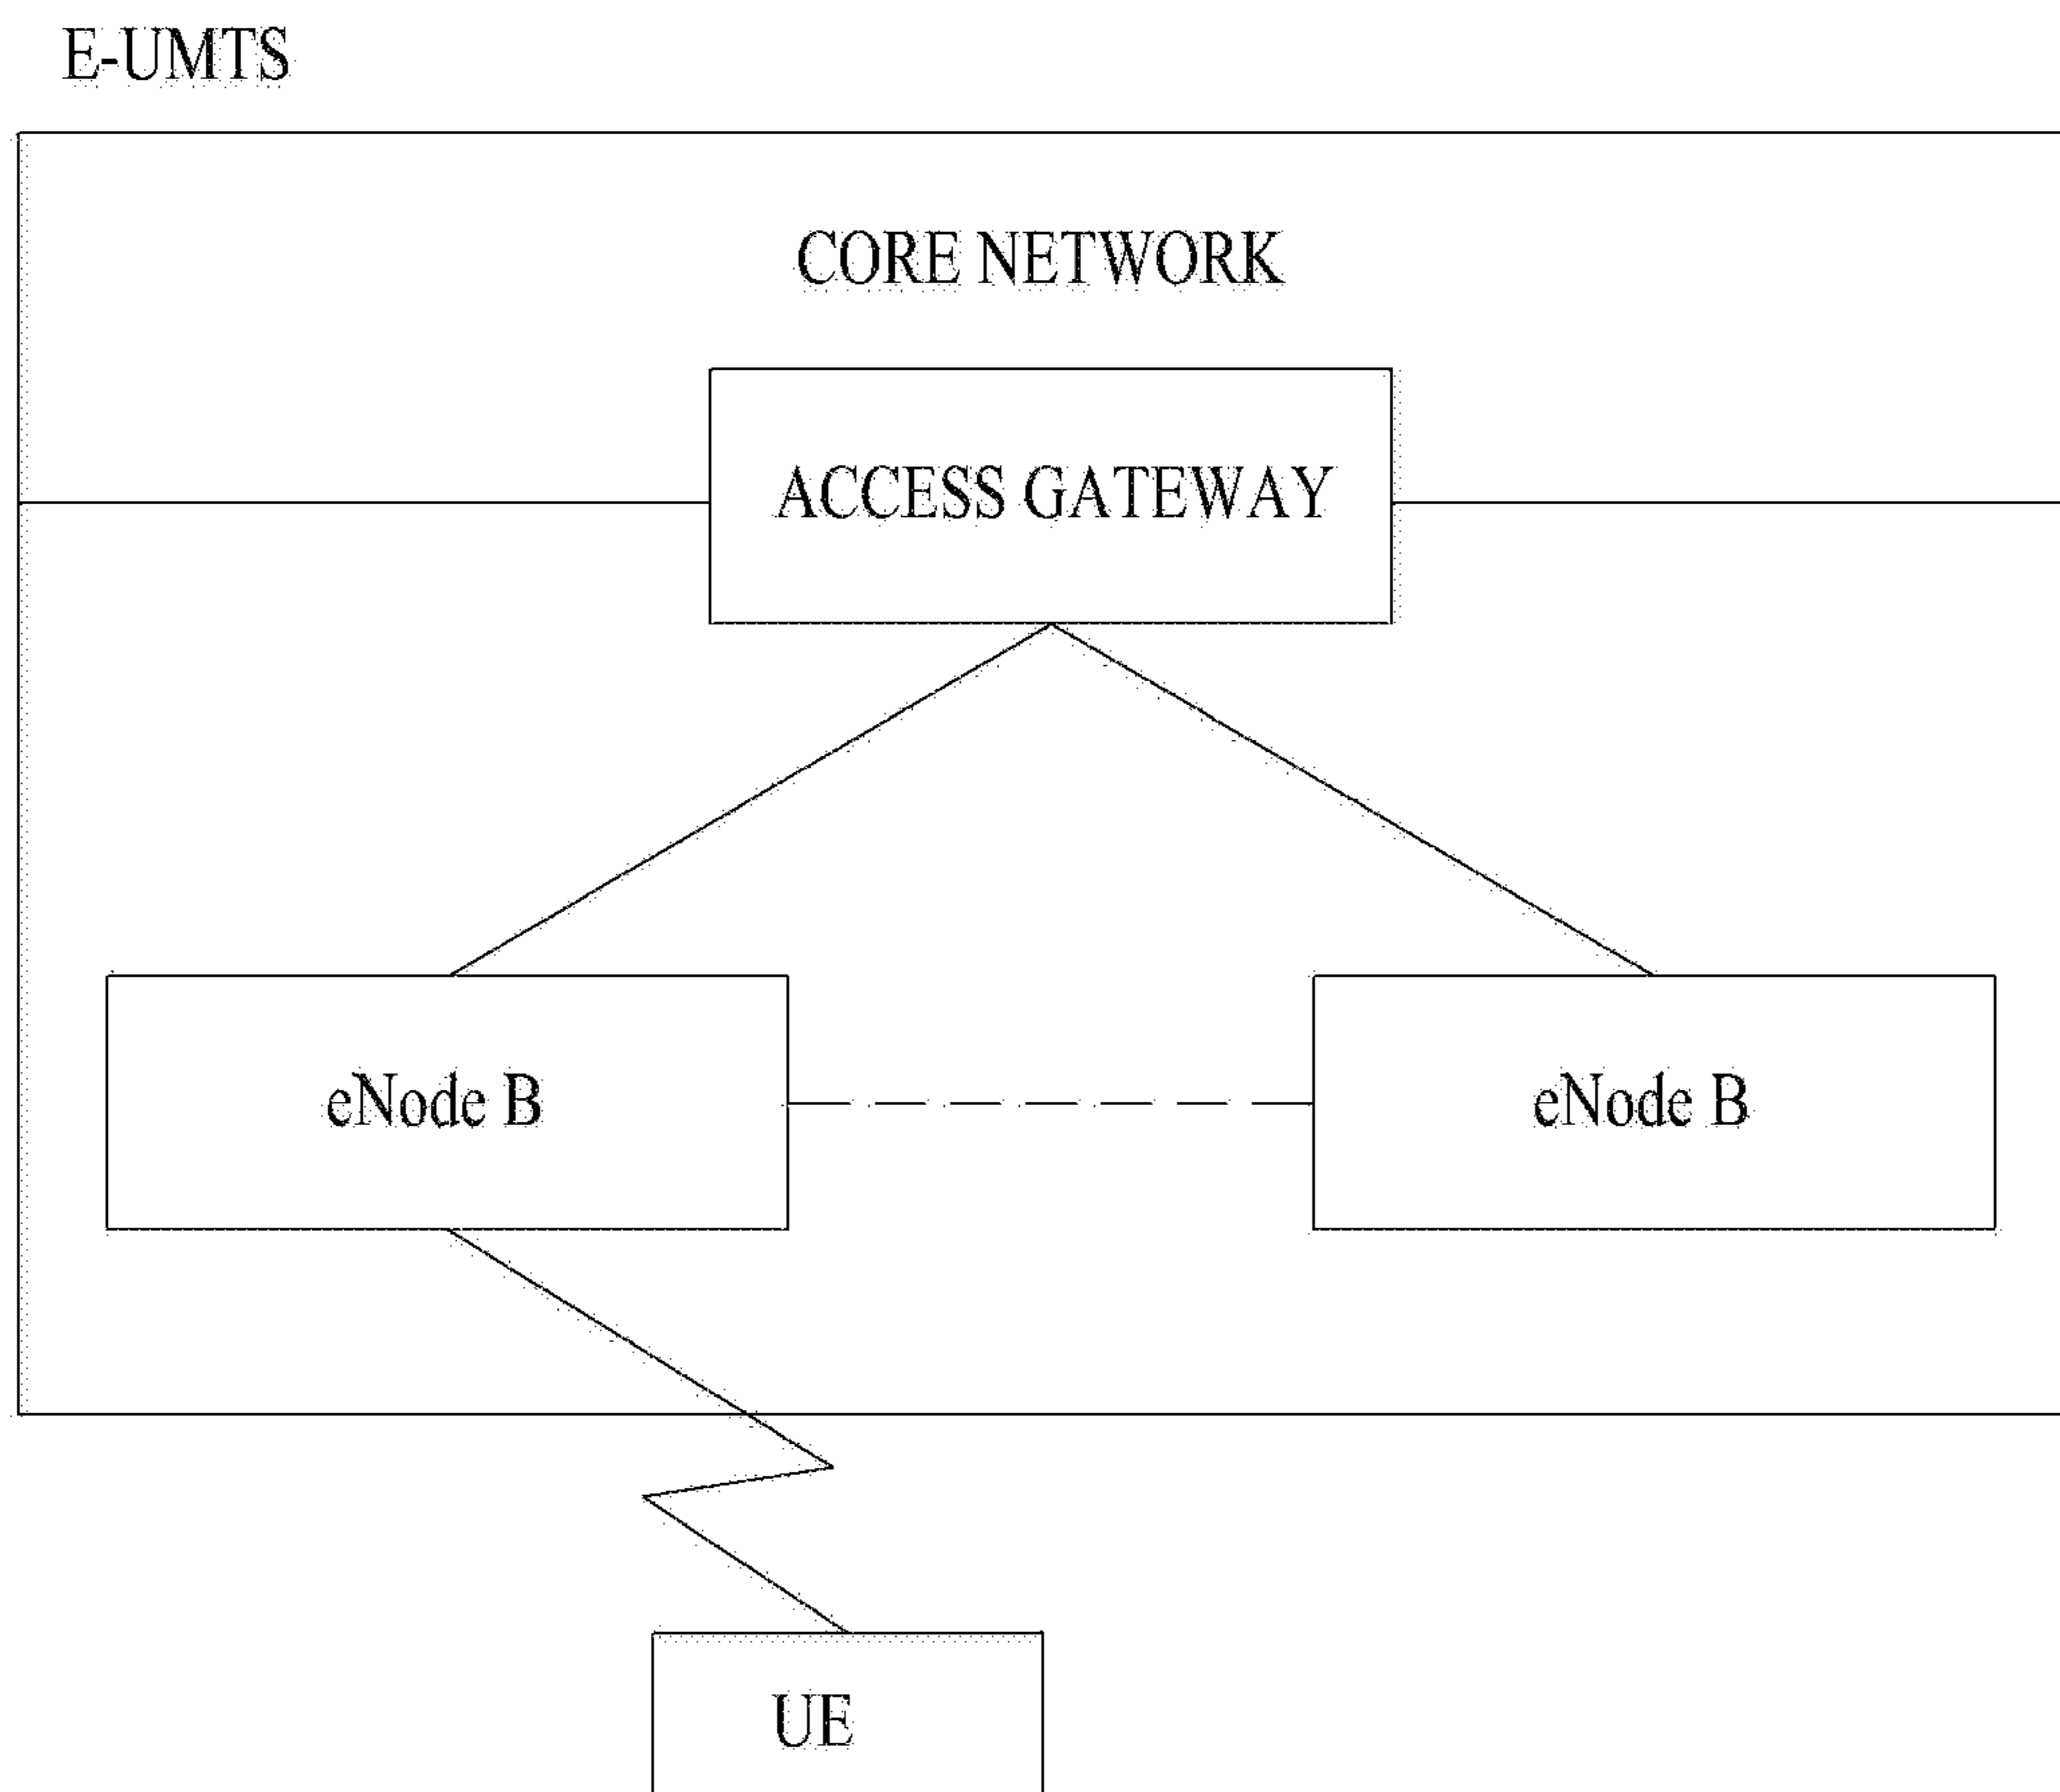 E-UMTS
CORE NETWORK
ACCESS GATEWAY
eNode B
eNode B
UE